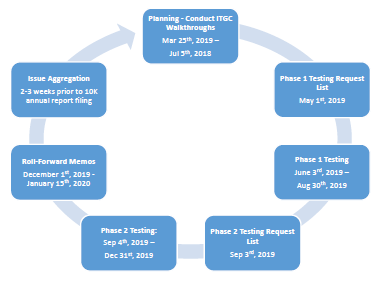 Planning - Conduct ITGC
Walkthroughs
Mar 25th, 2019 –
Jul 5th, 2018
Phase 1 Testing Request
List
May 1st, 2019
Phase 1 Testing
June 3rd, 2019 –
Aug 30th, 2019
Phase 2 Testing Request
List
Sep 3rd, 2019
Phase 2 Testing:
Sep 4th, 2019 –
Dec 31st, 2019
Roll-Forward Memos
December 1st, 2019 -
January 15th, 2020
Issue Aggregation
2-3 weeks prior to 10K
annual report filing